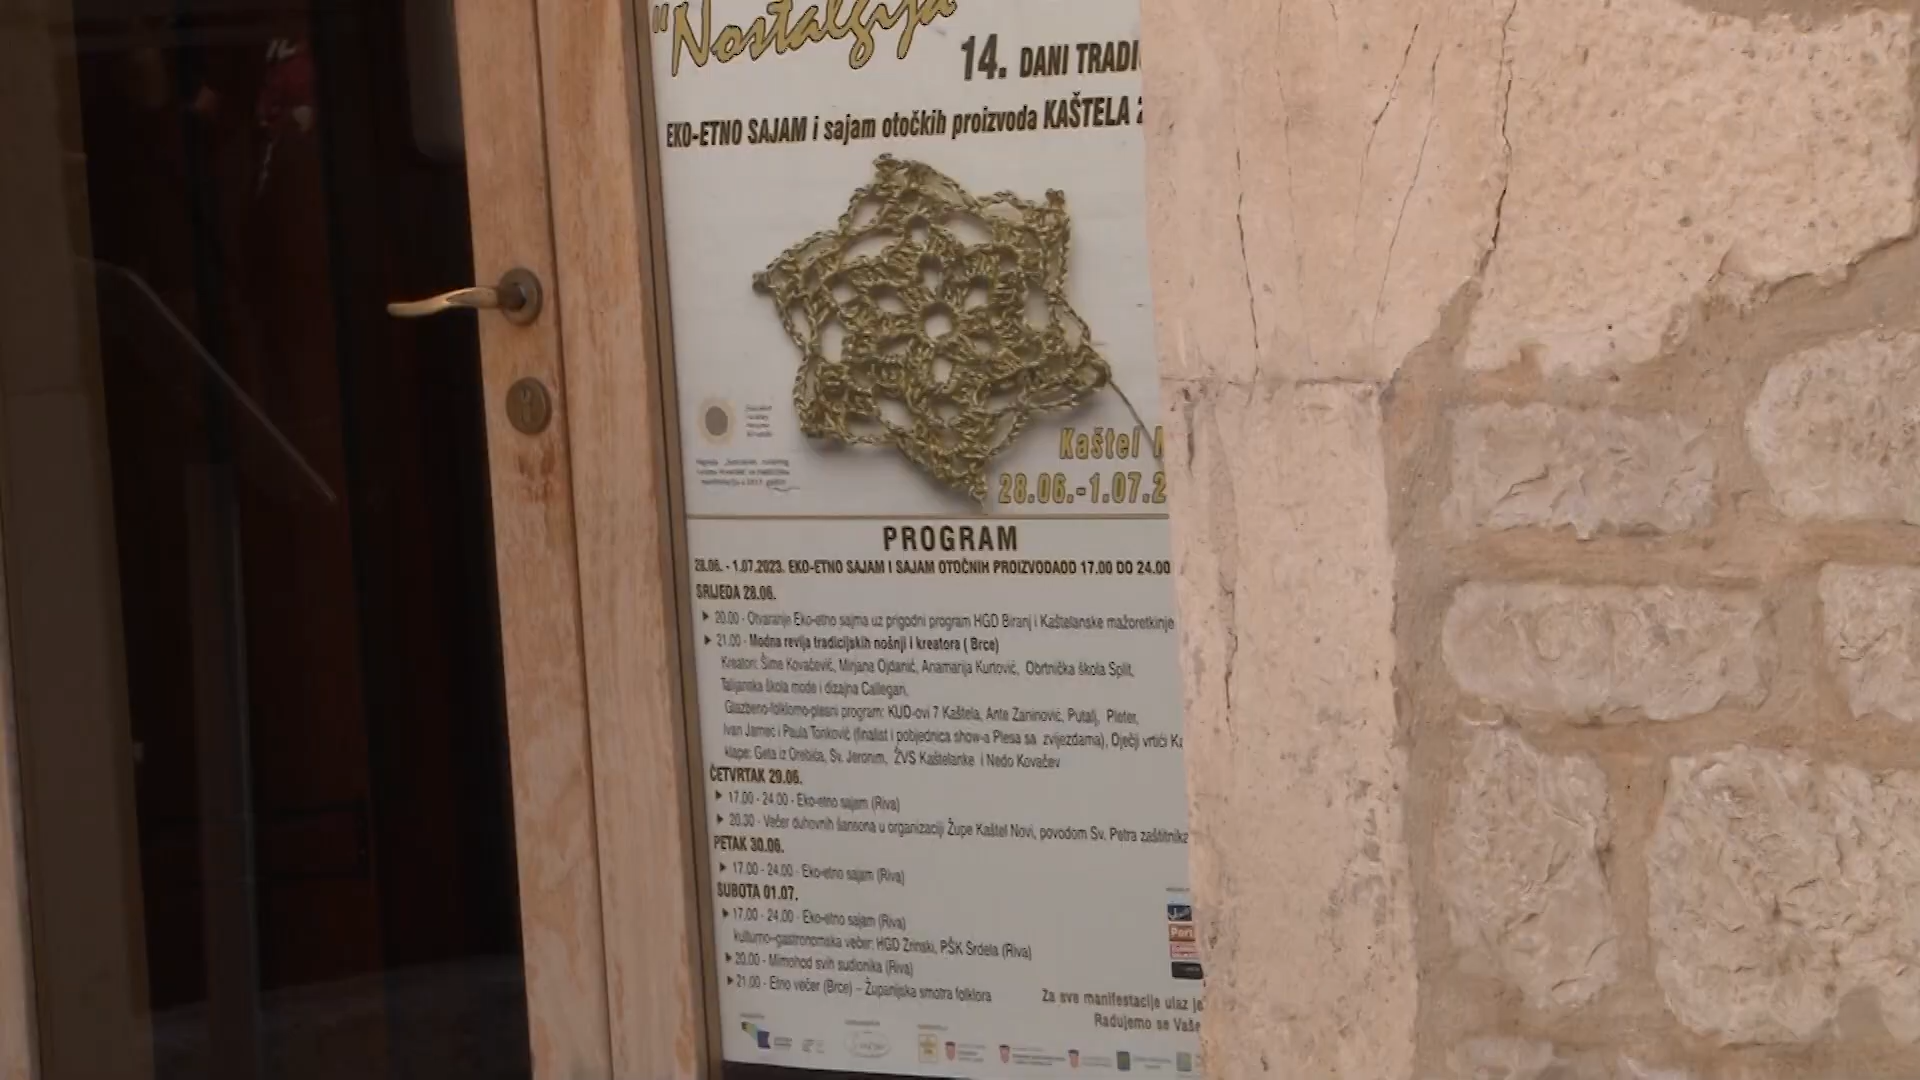 "Nostalgija
14. DANI TRADI
EKO-ETNO SAJAM i sajam otočkih proizvoda KAŠTELA 2
Kaštel
28.06.-1.07.2
PROGRAM
28.06. - 1.07.2023. EKO-ETNO SAJAM I SAJAM OTOČNIH PROIZVODAOD 17.00 DO 24.00
SRIJEDA 28.06.
20.00 - Otvaranje Eko-etno sajma uz prigodni program HGD Biranj i Kaštelanske mažoretkinje
21.00 - Modna revija tradicijskih nošnji i kreatora ( Brce)
Kreatori: Šime Kovačević, Mirjana Ojdanić, Anamarija Kurtović, Obrtnička škola Split,
Talijanska škola mode i dizajna Callegari,
Glazbeno-folklorno-plesni program: KUD-ovi 7 Kaštela, Ante Zaninović, Putalj, Pleter,
Ivan Jarnec i Paula Tonković (finalist i pobjednica show-a Plesa sa zvijezdama), Dječji vrtići
klape: Geta iz Orebića, Sv. Jeronim, ŽVS Kaštelanke i Nedo Kovačev
ČETVRTAK 29.06.
17.00 - 24.00 - Eko-etno sajam (Riva)
20.30 - Večer duhovnih šansona u organizaciji Župe Kaštel Novi, povodom Sv. Petra zaštitnika
PETAK 30.06.
17.00 - 24.00 - Eko-etno sajam (Riva)
SUBOTA 01.07.
17.00 - 24.00 - Eko-etno sajam (Riva)
kulturno-gastronomska večer: HGD Zrinski, PŠK Srdela (Riva)
20.00 - Mimohod svih sudionika (Riva)
21.00 - Etno večer (Brce) – Županijska smotra folklora
Za sve manifestacije ulaz je
Radujemo se Vaše